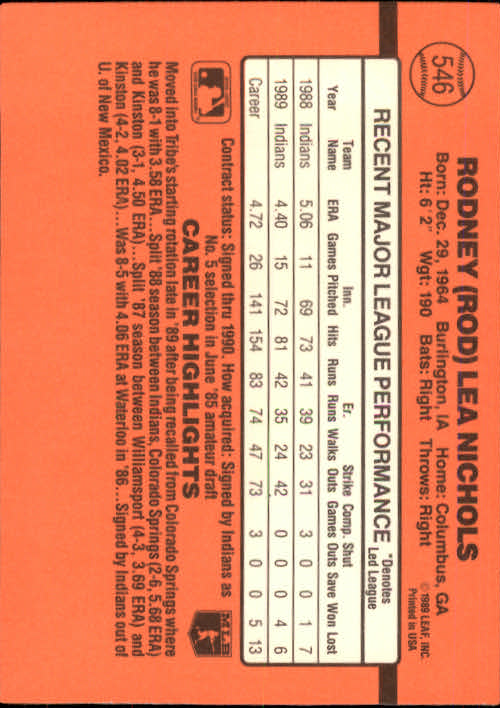 546
RODNEY (ROD) LEA NICHOLS
Born: Dec. 29, 1964 Burlington, IA Home: Columbus, GA
Ht: 6'2" Wgt: 190 Bats: Right Throws: Right
© 1989 LEAF, INC.
Printed in USA
RECENT MAJOR LEAGUE PERFORMANCE
*Denotes
Led League
Team Inn. Er. Strike Comp. Shut
Year Name ERA Games Pitched Hits Runs Runs Walks Outs Games Outs Save Won Lost
1988 Indians 5.06 11 69 73 41 39 23 31 3 0 0 1 7
1989 Indians 4.40 15 72 81 42 35 24 42 0 0 0 4 6
Career 4.72 26 141 154 83 74 47 73 3 0 0 5 13
Contract status: Signed thru 1990. How acquired: Signed by Indians as
No. 5 selection in June '85 amateur draft
CAREER HIGHLIGHTS
MLB
Moved into Tribe's starting rotation late in '89 after being recalled from Colorado Springs where
he was 8-1 with 3.58 ERA...Split '88 season between Indians, Colorado Springs (2-6, 5.68 ERA)
and Kinston (3-1, 4.50 ERA)...Split '87 season between Williamsport (4-3, 3.69 ERA) and
Kinston (4-2, 4.02 ERA)...Was 8-5 with 4.06 ERA at Waterloo in '86...Signed by Indians out of
U. of New Mexico.